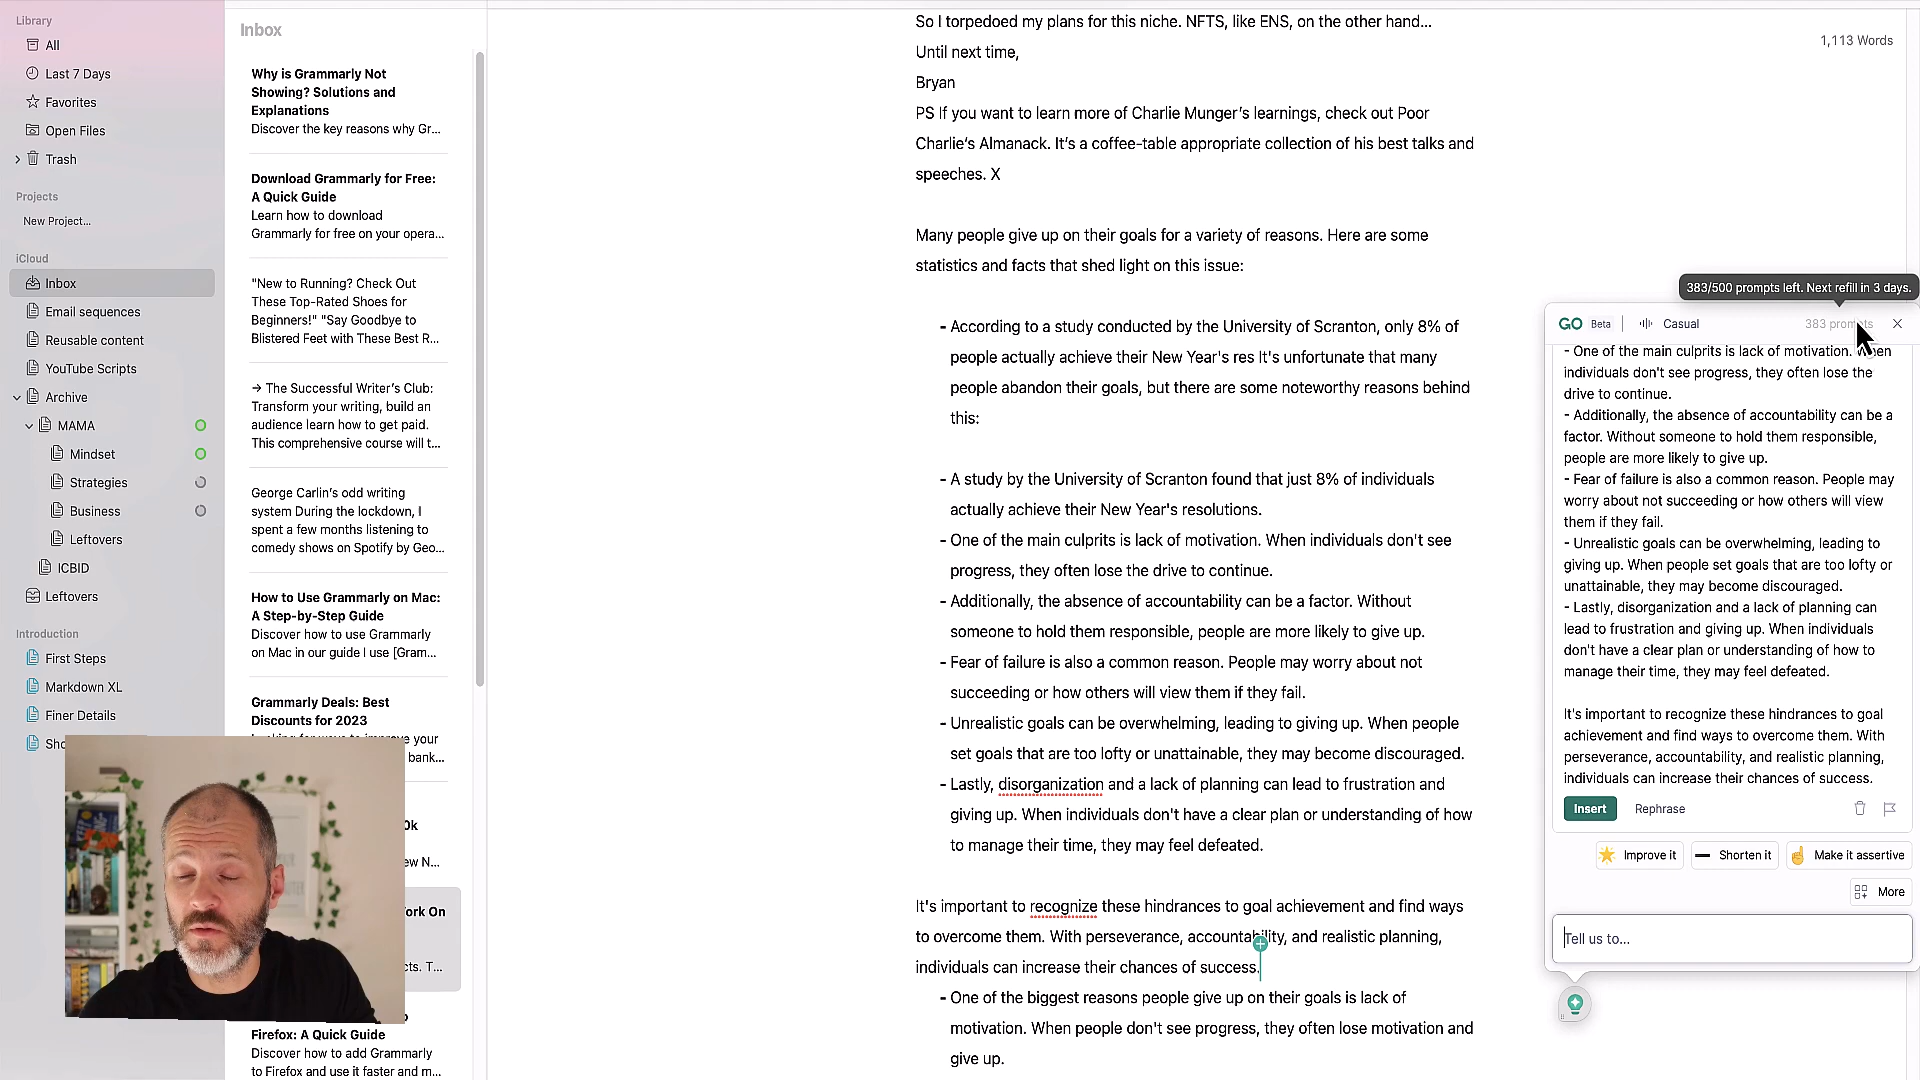 Library
All
Last 7 Days
Favorites
Open Files
Trash
Projects
New Project...
iCloud
Inbox
Email sequences
Reusable content
YouTube Scripts
Archive
MAMA
Mindset
Strategies
Business
Leftovers
ICBID
Leftovers
Introduction
First Steps
Markdown XL
Finer Details
Inbox
Why is Grammarly Not
Showing? Solutions and
Explanations
Discover the key reasons why Gr...
Download Grammarly for Free:
A Quick Guide
Learn how to download
Grammarly for free on your opera...
"New to Running? Check Out
These Top-Rated Shoes for
Beginners!" "Say Goodbye to
Blistered Feet with These Best R...
→ The Successful Writer's Club:
Transform your writing, build an
audience learn how to get paid.
This comprehensive course will t...
George Carlin's odd writing
system During the lockdown, I
spent a few months listening to
comedy shows on Spotify by Geo...
How to Use Grammarly on Mac:
A Step-by-Step Guide
Discover how to use Grammarly
on Mac in our guide I use [Gram...
Grammarly Deals: Best
Discounts for 2023
your
bank...
0k
ew N...
ork On
cts. T...
Firefox: A Quick Guide
Discover how to add Grammarly
to Firefox and use it faster and m...
So I torpedoed my plans for this niche. NFTS, like ENS, on the other hand...
Until next time,
Bryan
PS If you want to learn more of Charlie Munger's learnings, check out Poor
Charlie's Almanack. It's a coffee-table appropriate collection of his best talks and
speeches. X
Many people give up on their goals for a variety of reasons. Here are some
statistics and facts that shed light on this issue:
- According to a study conducted by the University of Scranton, only 8% of
people actually achieve their New Year's res It's unfortunate that many
people abandon their goals, but there are some noteworthy reasons behind
this:
- A study by the University of Scranton found that just 8% of individuals
actually achieve their New Year's resolutions.
- One of the main culprits is lack of motivation. When individuals don't see
progress, they often lose the drive to continue.
- Additionally, the absence of accountability can be a factor. Without
someone to hold them responsible, people are more likely to give up.
- Fear of failure is also a common reason. People may worry about not
succeeding or how others will view them if they fail.
- Unrealistic goals can be overwhelming, leading to giving up. When people
set goals that are too lofty or unattainable, they may become discouraged.
- Lastly, disorganization and a lack of planning can lead to frustration and
giving up. When individuals don't have a clear plan or understanding of how
to manage their time, they may feel defeated.
It's important to recognize these hindrances to goal achievement and find ways
to overcome them. With perseverance, accountability, and realistic planning,
individuals can increase their chances of success.
- One of the biggest reasons people give up on their goals is lack of
motivation. When people don't see progress, they often lose motivation and
give up.
1,113 Words
383/500 prompts left. Next refill in 3 days.
GO Beta Casual 383 prompts
- One of the main culprits is lack of motivation. When
individuals don't see progress, they often lose the
drive to continue.
- Additionally, the absence of accountability can be a
factor. Without someone to hold them responsible,
people are more likely to give up.
- Fear of failure is also a common reason. People may
worry about not succeeding or how others will view
them if they fail.
- Unrealistic goals can be overwhelming, leading to
giving up. When people set goals that are too lofty or
unattainable, they may become discouraged.
- Lastly, disorganization and a lack of planning can
lead to frustration and giving up. When individuals
don't have a clear plan or understanding of how to
manage their time, they may feel defeated.
It's important to recognize these hindrances to goal
achievement and find ways to overcome them. With
perseverance, accountability, and realistic planning,
individuals can increase their chances of success.
Insert Rephrase
Improve it Shorten it Make it assertive
More
Tell us to...